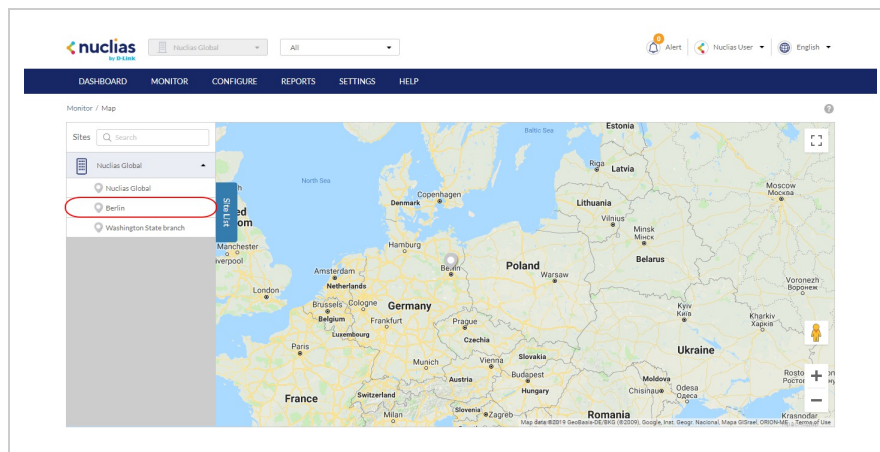 nuclias
by D-Link
Nuclias Global
All
0
Alert
Nuclias User
English
DASHBOARD MONITOR CONFIGURE REPORTS SETTINGS HELP
Monitor / Map
Sites
Search
Nuclias Global
Nuclias Global
Berlin
Washington State branch
Site List
Baltic Sea
Estonia
Riga
Latvia
North Sea
Moscow
Москва
Copenhagen
Denmark
Lithuania
Vilnius
Minsk
Мінск
Manchester
Hamburg
Belarus
Berlin
Poland
Warsaw
Amsterdam
Netherlands
Voronezh
Воронеж
London
Brussels
Cologne
Germany
Belgium
Frankfurt
Prague
Kyiv
Київ
Kharkiv
Харків
Luxembourg
Czechia
Paris
Ukraine
Munich
Vienna
Slovakia
Austria
Budapest
Hungary
Moldova
Chisinau
Odesa
Одеса
France
Switzerland
Milan
Slovenia
Zagreb
Romania
Krasnodar
Map data ©2019 GeoBasis-DE/BKG (©2009), Google, Inst. Geogr. Nacional, Mapa GISrael, ORION-ME
Terms of Use